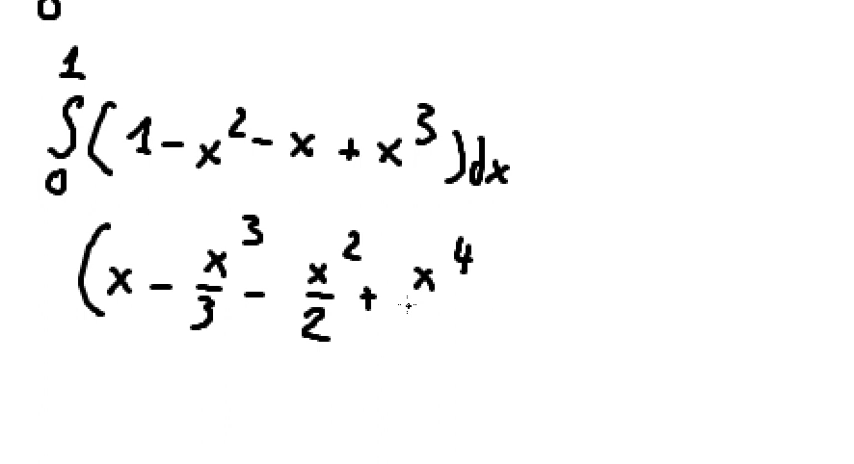 0
1
∫(1-x²-x+x³)dx
0
(x - x³/3 - x²/2 + x⁴